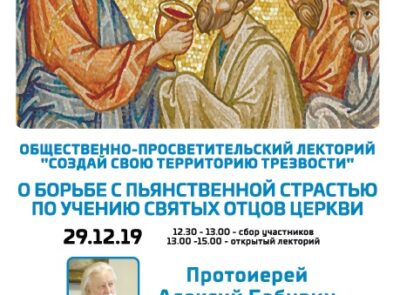 ОБЩЕСТВЕННО-ПРОСВЕТИТЕЛЬСКИЙ ЛЕКТОРИЙ
"СОЗДАЙ СВОЮ ТЕРРИТОРИЮ ТРЕЗВОСТИ"
О БОРЬБЕ С ПЬЯНСТВЕННОЙ СТРАСТЬЮ
ПО УЧЕНИЮ СВЯТЫХ ОТЦОВ ЦЕРКВИ
29.12.19
12.30 - 13.00 - сбор участников
13.00 -15.00 - открытый лекторий
Протоиерей
Алексий